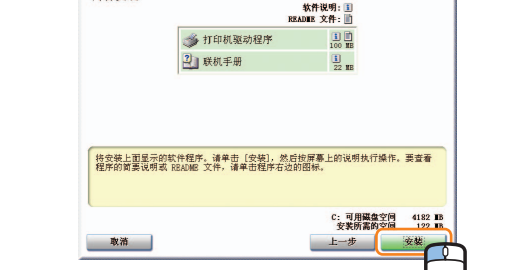 软件说明:
README 文件:
打印机驱动程序
100 MB
联机手册
22 MB
将安装上面显示的软件程序。请单击 [安装]，然后按屏幕上的说明执行操作。要查看
程序的简要说明或 README 文件，请单击程序右边的图标。
C: 可用磁盘空间 4182 MB
安装所需的空间 122 MB
取消 上一步 安装